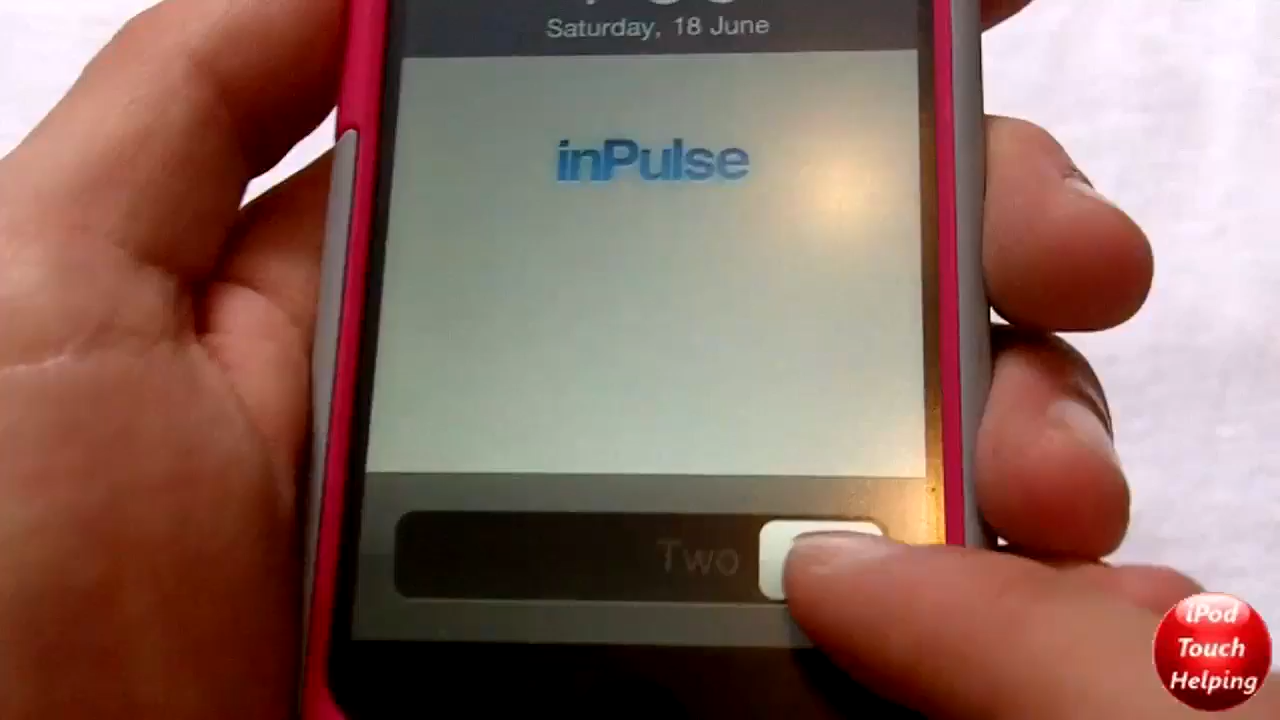 Saturday, 18 June
inPulse
Two
iPod
Touch
Helping